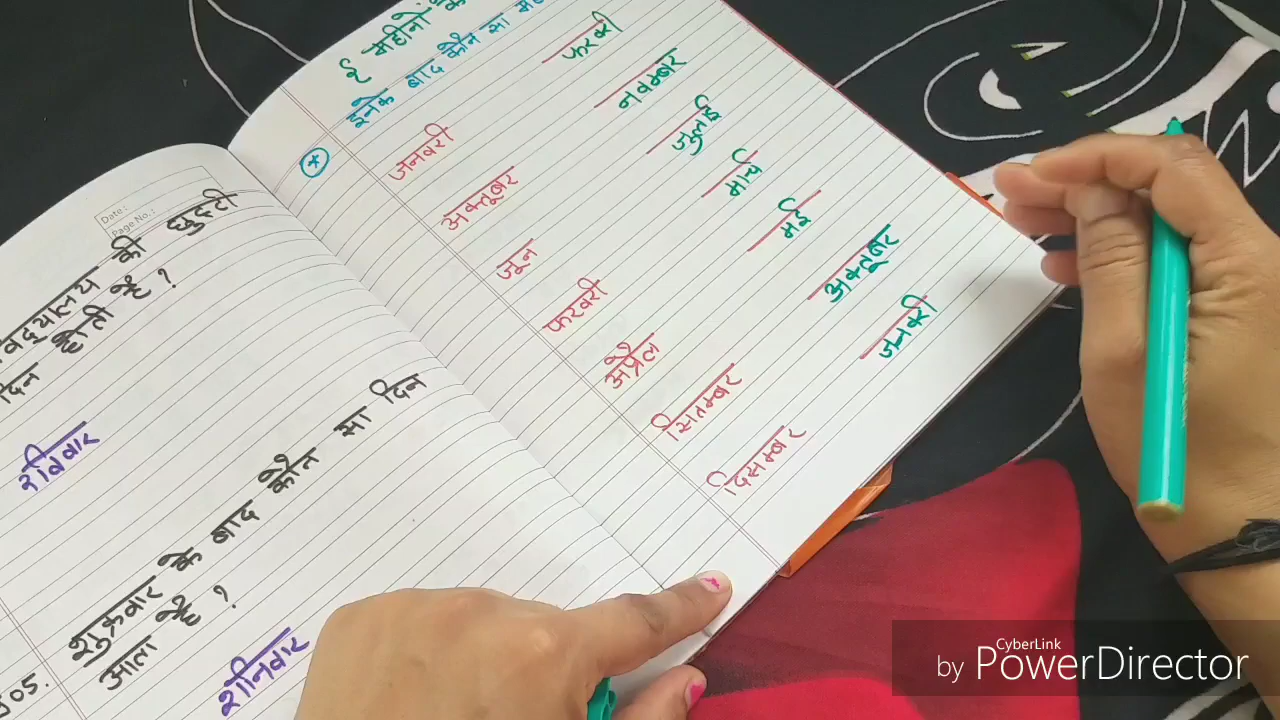 Date:
Page No.:
विद्यालय की छुट्टी
दिन होती है?
रविवार
शुक्रवार के बाद कौन सा दिन
आता है?
शनिवार
महीने
इनके बाद कौन सा
जनवरी फरवरी
अक्तूबर नवम्बर
जून जुलाई
फरवरी मार्च
अप्रैल मई
सितम्बर अक्तूबर
दिसम्बर जनवरी
by CyberLink PowerDirector